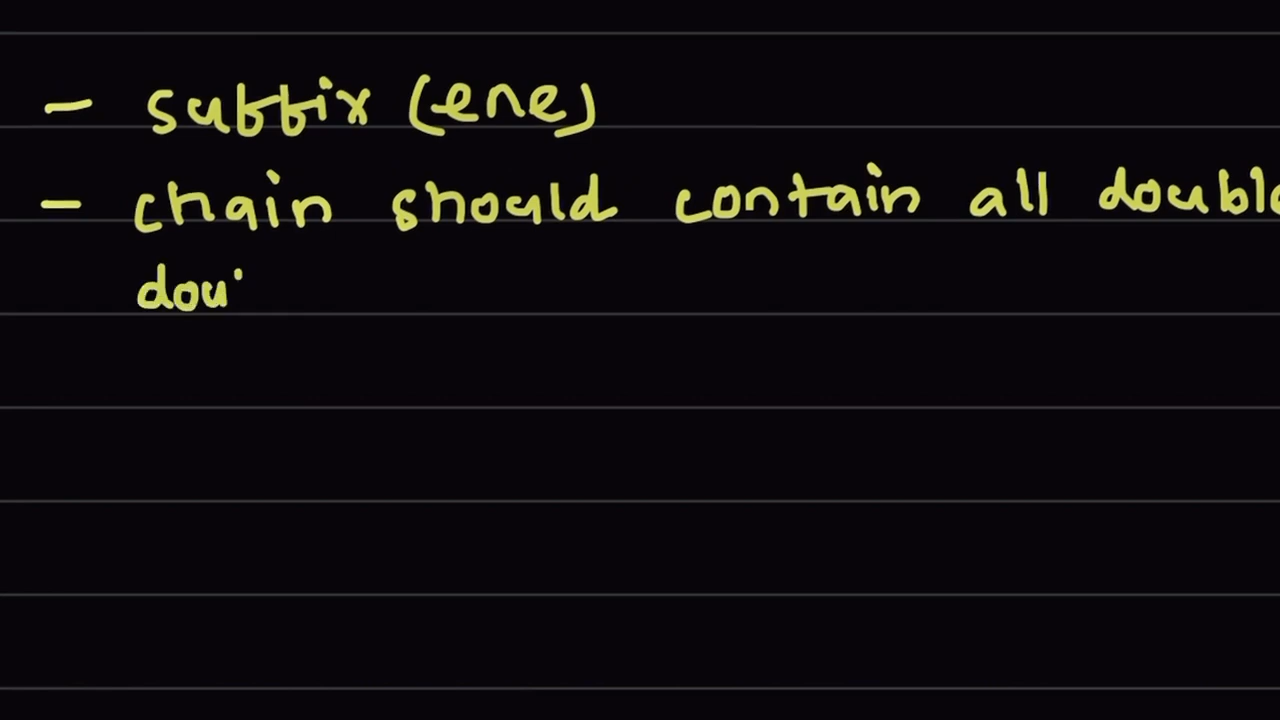 - suffix (ene)
- chain should contain all double